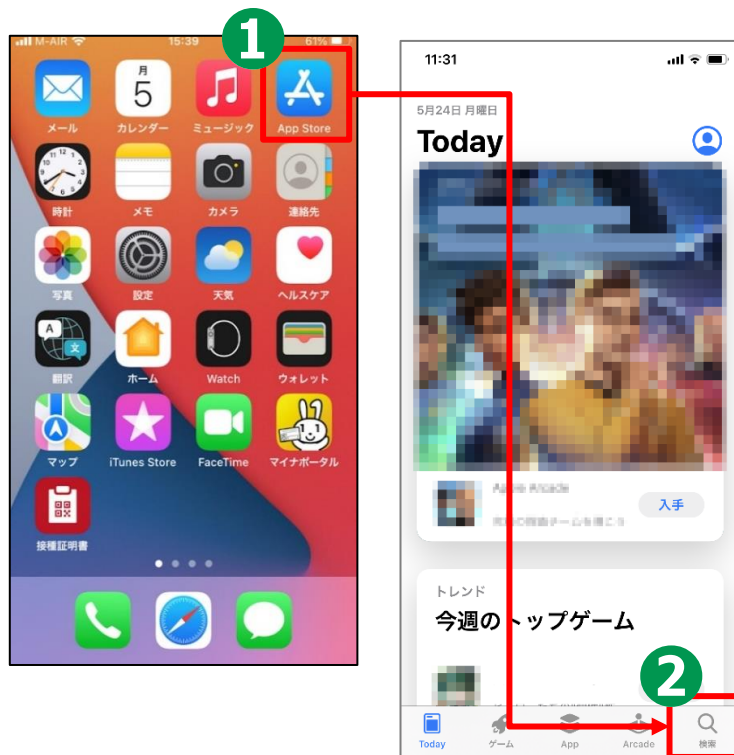 1
M-AIR 15:39 61%
月
5
メール カレンダー ミュージック App Store
時計 メモ カメラ 連絡先
写真 設定 天気 ヘルスケア
A 文
翻訳 ホーム Watch ウォレット
マップ iTunes Store FaceTime マイナポータル
接種証明書
11:31
5月24日 月曜日
Today
入手
トレンド
今週のトップゲーム
2
Today ゲーム App Arcade 検索